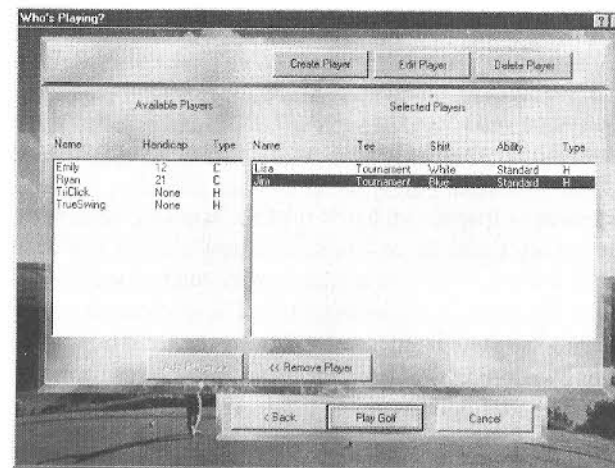 Who's Playing?
Create Player Edit Player Delete Player
Available Players Selected Players
Name Handicap Type Name Tee Shirt Ability Type
Emily 12 C Lisa Tournament White Standard H
Ryan 21 C Jim Tournament Blue Standard H
TriClick None H
TrueSwing None H
<< Remove Player
< Back Play Golf Cancel